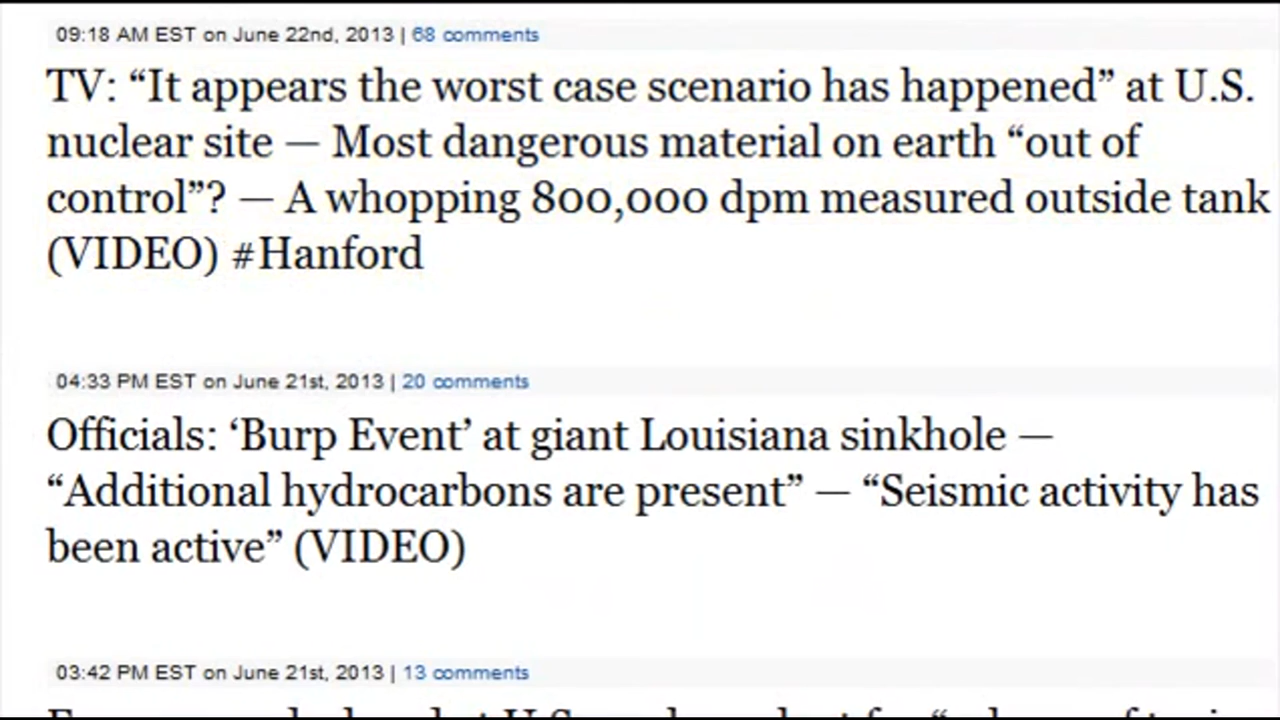 09:18 AM EST on June 22nd, 2013 | 68 comments
TV: “It appears the worst case scenario has happened” at U.S.
nuclear site — Most dangerous material on earth “out of
control”? — A whopping 800,000 dpm measured outside tank
(VIDEO) #Hanford
04:33 PM EST on June 21st, 2013 | 20 comments
Officials: ‘Burp Event’ at giant Louisiana sinkhole —
“Additional hydrocarbons are present” — “Seismic activity has
been active” (VIDEO)
03:42 PM EST on June 21st, 2013 | 13 comments